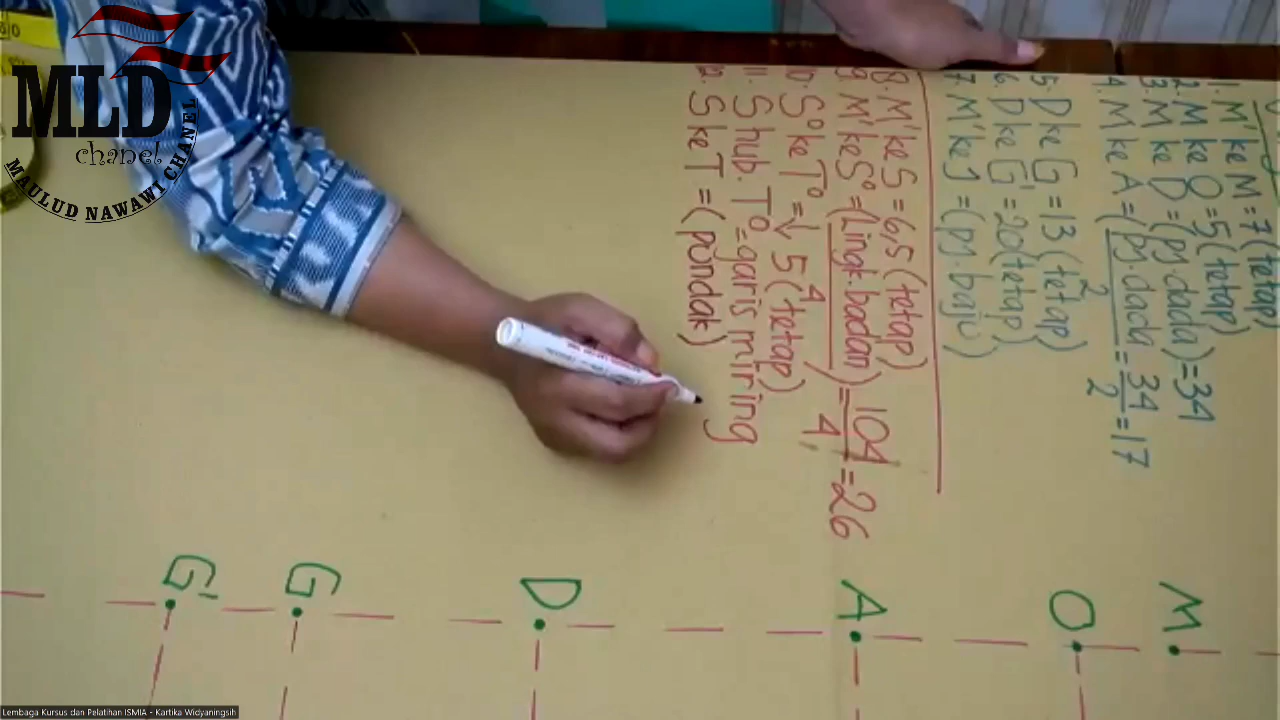 MLD
chanel
MAULUD NAWAWI CHANEL
1. M' ke M = 7 (tetap)
2. M ke O = 5 (tetap)
3. M ke D = (pj. dada) = 34
4. M ke A = (pj. dada / 2) = 34 / 2 = 17
5. D ke G = 13 (tetap)
6. D ke G' = 20 (tetap)
7. M' ke J = (pj. baju)
8. M' ke S = 6,5 (tetap)
9. M' ke S° = (Lingk. badan / 4) = 104 / 4 = 26
10. S° ke T° = ↓ 5 (tetap)
11. S hub. T° = garis miring
12. S ke T = (pundak)
M
O
A
D
G
G'
Lembaga Kursus dan Pelatihan ISMIA - Kartika Widyaningsih